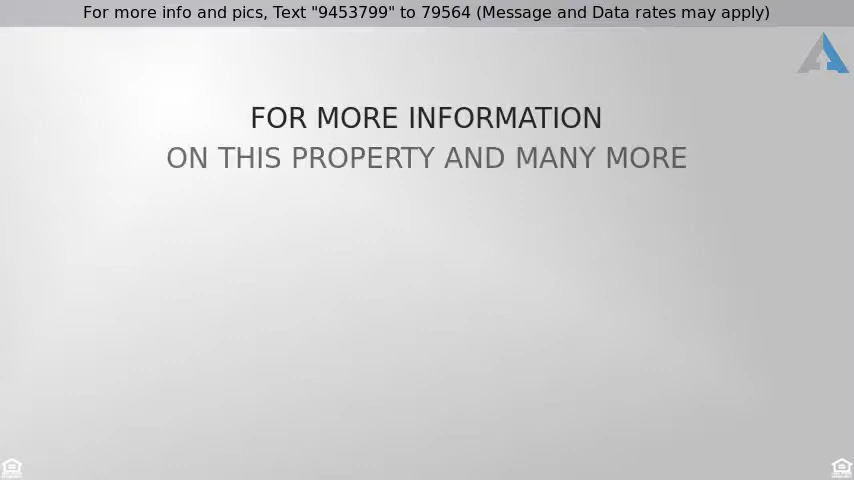 For more info and pics, Text "9453799" to 79564 (Message and Data rates may apply)
FOR MORE INFORMATION
ON THIS PROPERTY AND MANY MORE